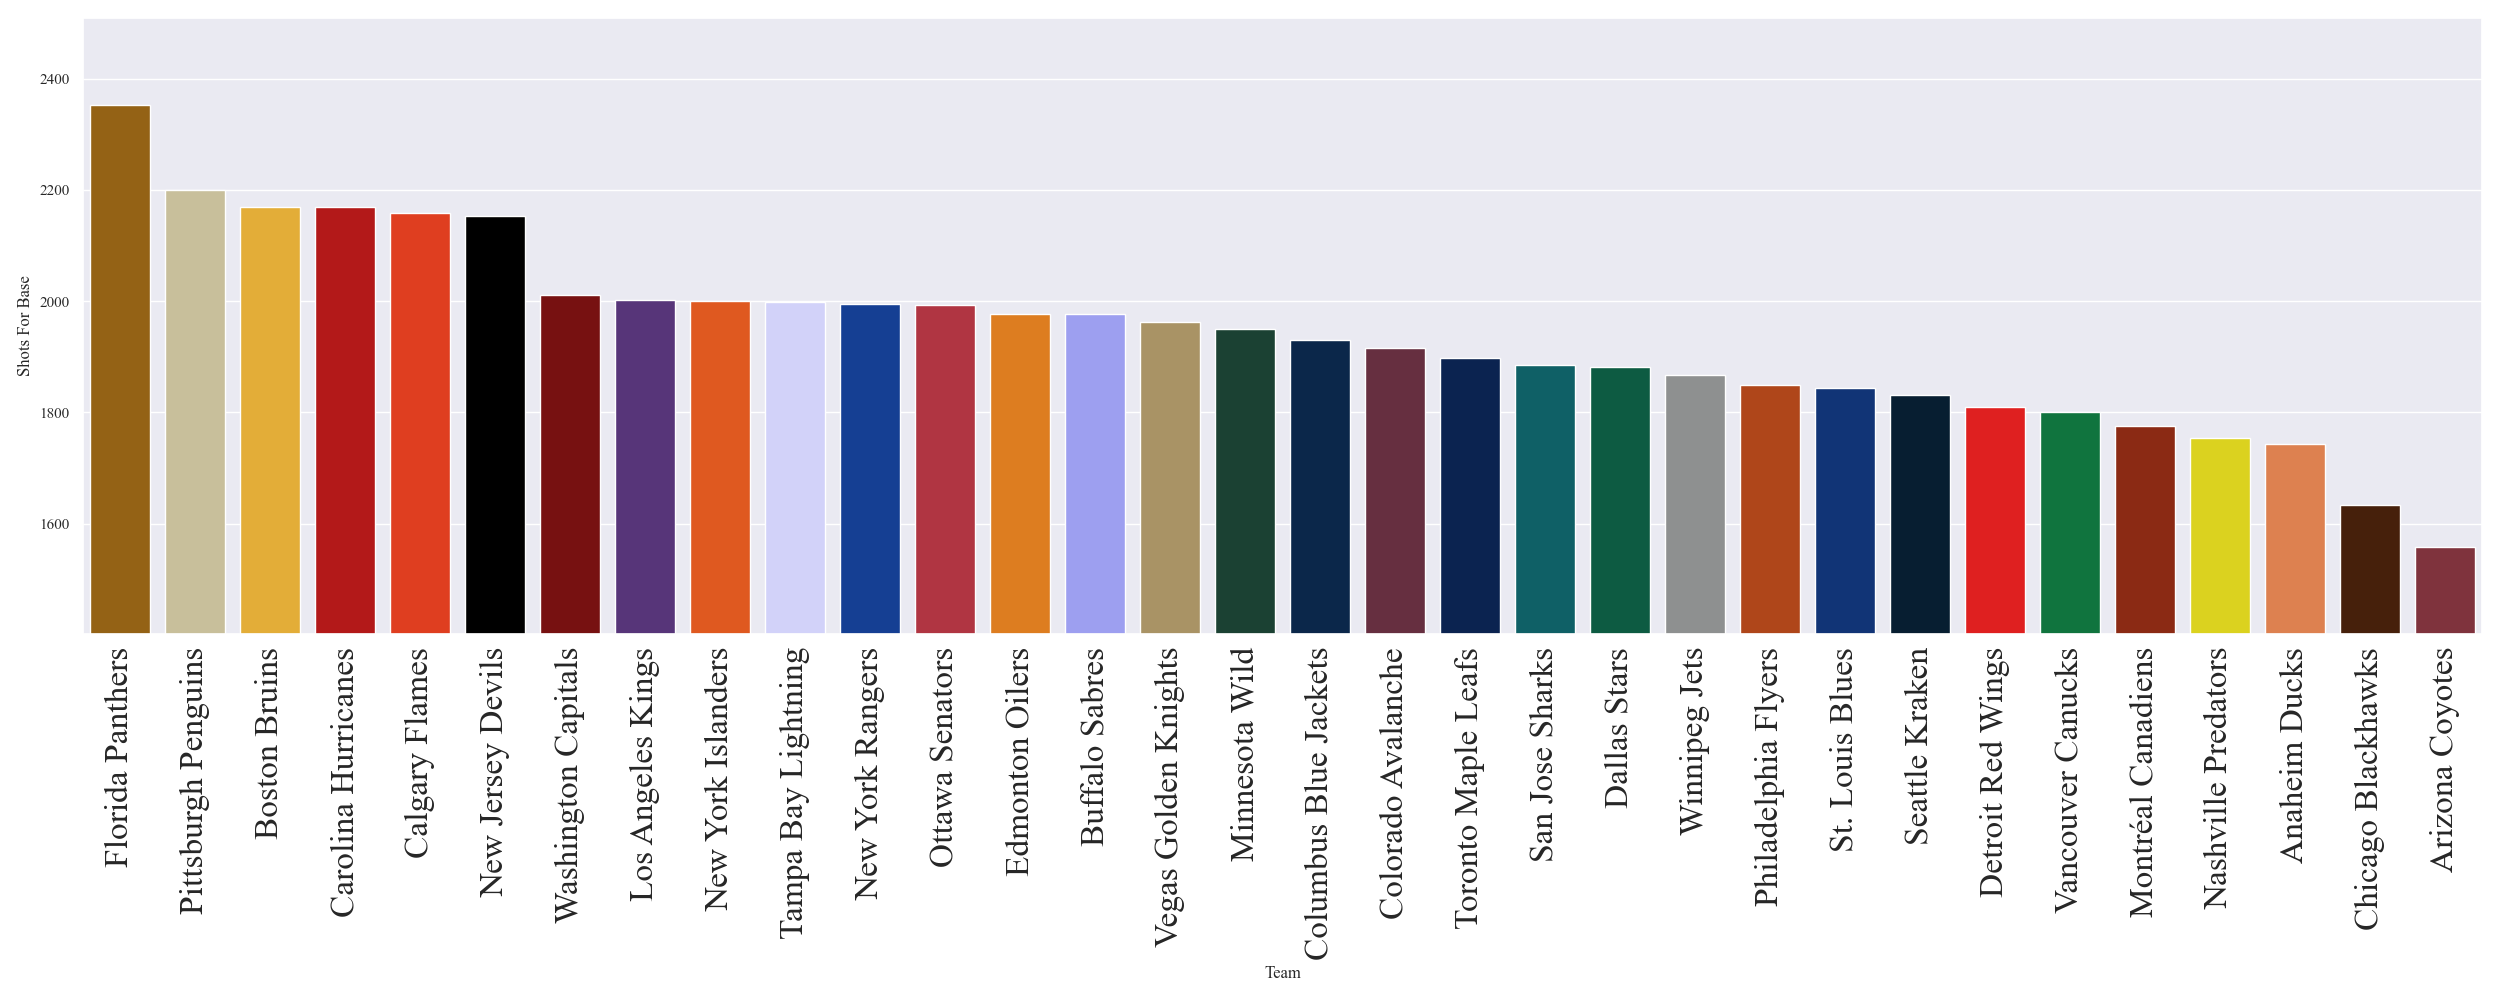 2400
2200
2000
1800
1600
Shots For Base
Florida Panthers
Pittsburgh Penguins
Boston Bruins
Carolina Hurricanes
Calgary Flames
New Jersey Devils
Washington Capitals
Los Angeles Kings
New York Islanders
Tampa Bay Lightning
New York Rangers
Ottawa Senators
Edmonton Oilers
Buffalo Sabres
Vegas Golden Knights
Minnesota Wild
Columbus Blue Jackets
Colorado Avalanche
Toronto Maple Leafs
San Jose Sharks
Dallas Stars
Winnipeg Jets
Philadelphia Flyers
St. Louis Blues
Seattle Kraken
Detroit Red Wings
Vancouver Canucks
Montréal Canadiens
Nashville Predators
Anaheim Ducks
Chicago Blackhawks
Arizona Coyotes
Team